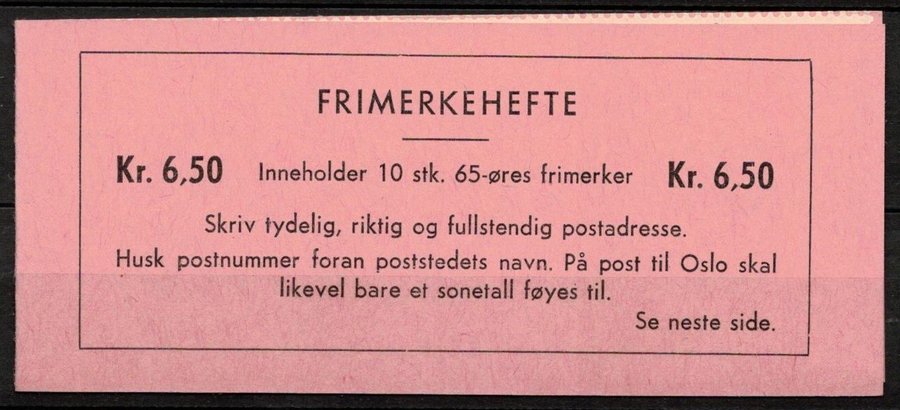 FRIMERKEHEFTE
Kr. 6,50 Inneholder 10 stk. 65-øres frimerker Kr. 6,50
Skriv tydelig, riktig og fullstendig postadresse.
Husk postnummer foran poststedets navn. På post til Oslo skal
likevel bare et sonetall føyes til.
Se neste side.